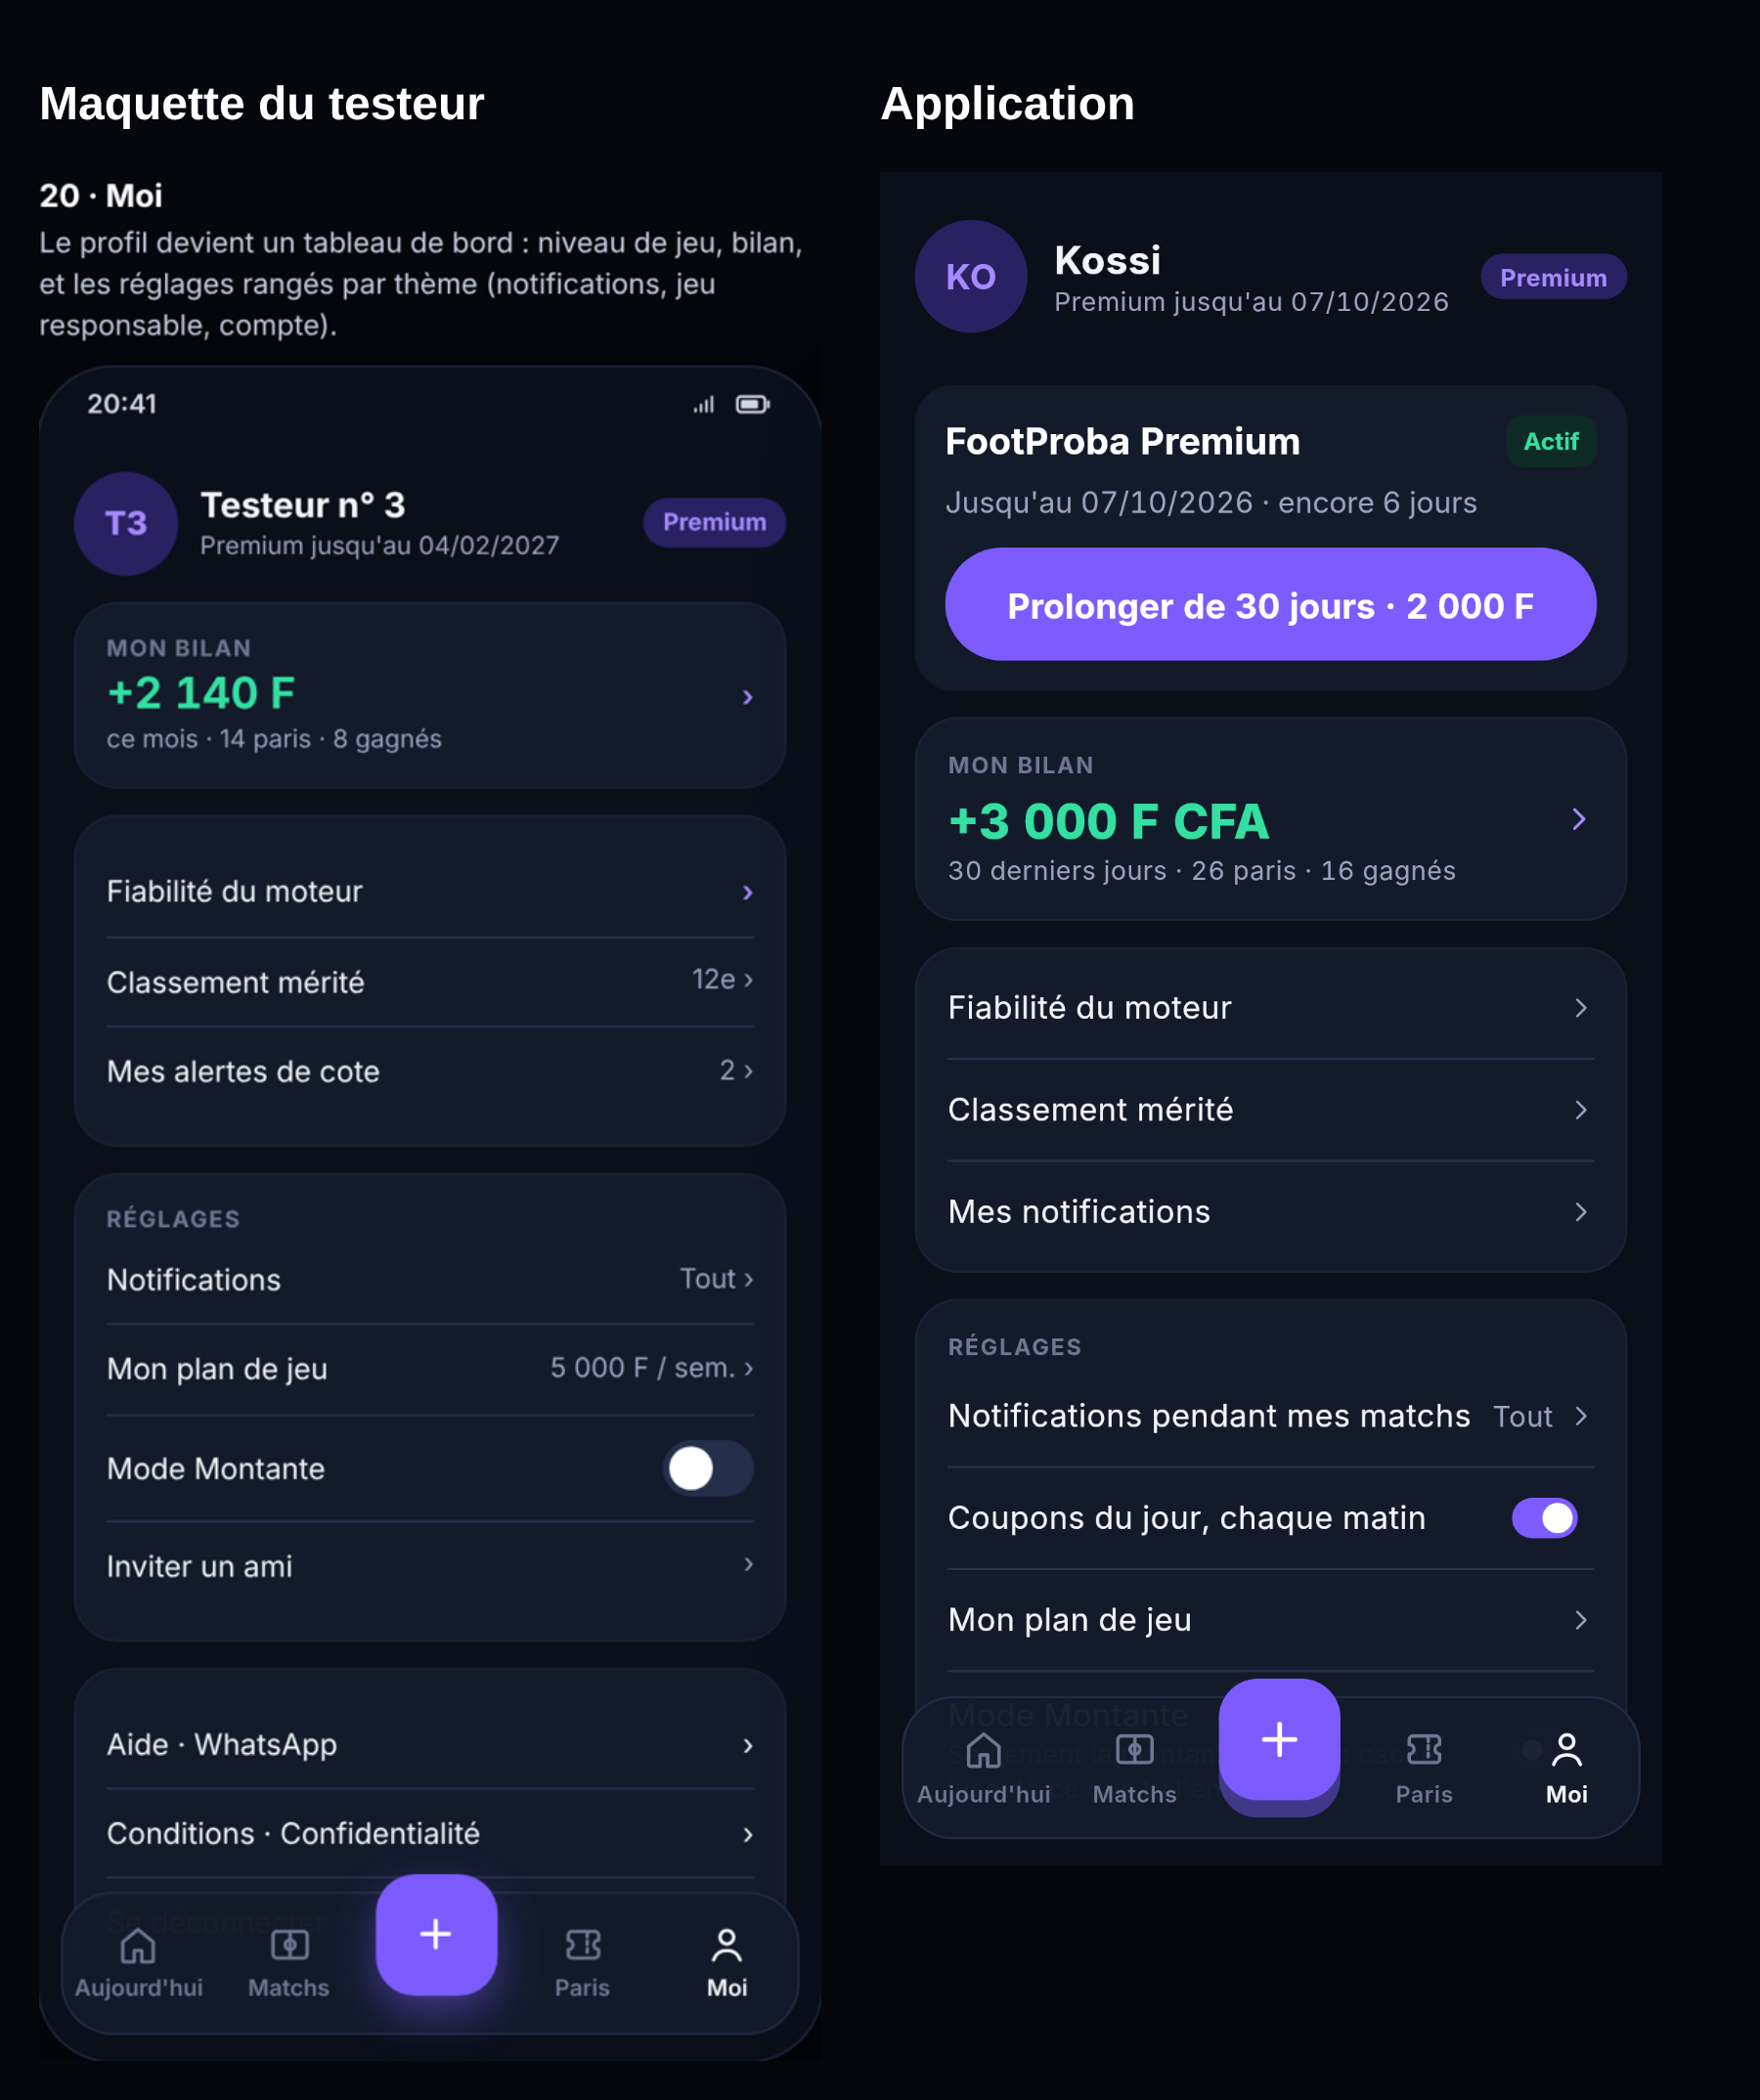 Maquette du testeur
20 · Moi
Le profil devient un tableau de bord : niveau de jeu, bilan,
et les réglages rangés par thème (notifications, jeu
responsable, compte).
20:41
T3
Testeur n° 3
Premium jusqu'au 04/02/2027
Premium
MON BILAN
+2 140 F
ce mois · 14 paris · 8 gagnés
›
Fiabilité du moteur ›
Classement mérité 12e ›
Mes alertes de cote 2 ›
RÉGLAGES
Notifications Tout ›
Mon plan de jeu 5 000 F / sem. ›
Mode Montante
Inviter un ami ›
Aide · WhatsApp ›
Conditions · Confidentialité ›
Se déconnecter
+
Aujourd'hui Matchs Paris Moi
Application
KO
Kossi
Premium jusqu'au 07/10/2026
Premium
FootProba Premium Actif
Jusqu'au 07/10/2026 · encore 6 jours
Prolonger de 30 jours · 2 000 F
MON BILAN
+3 000 F CFA
30 derniers jours · 26 paris · 16 gagnés
Fiabilité du moteur
Classement mérité
Mes notifications
RÉGLAGES
Notifications pendant mes matchs Tout
Coupons du jour, chaque matin
Mon plan de jeu
Mode Montante
+
Aujourd'hui Matchs Paris Moi